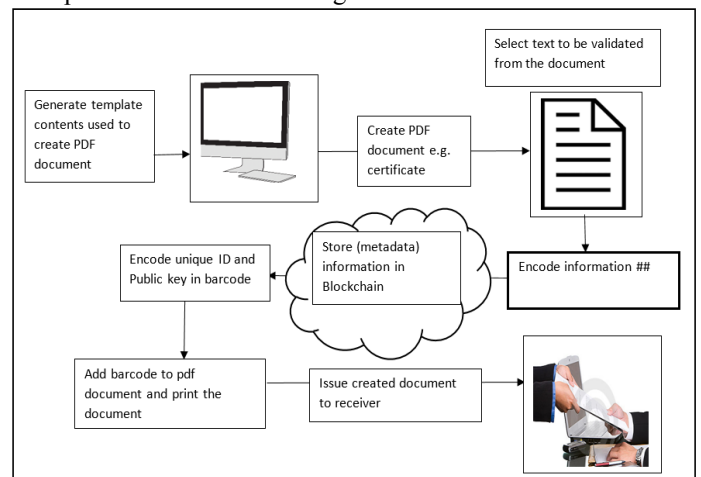 Select text to be validated
from the document
Generate template
contents used to
create PDF
document
Create PDF
document e.g.
certificate
Encode unique ID and
Public key in barcode
Store (metadata)
information in
Blockchain
Encode information ##
Add barcode to pdf
document and print the
document
Issue created document
to receiver